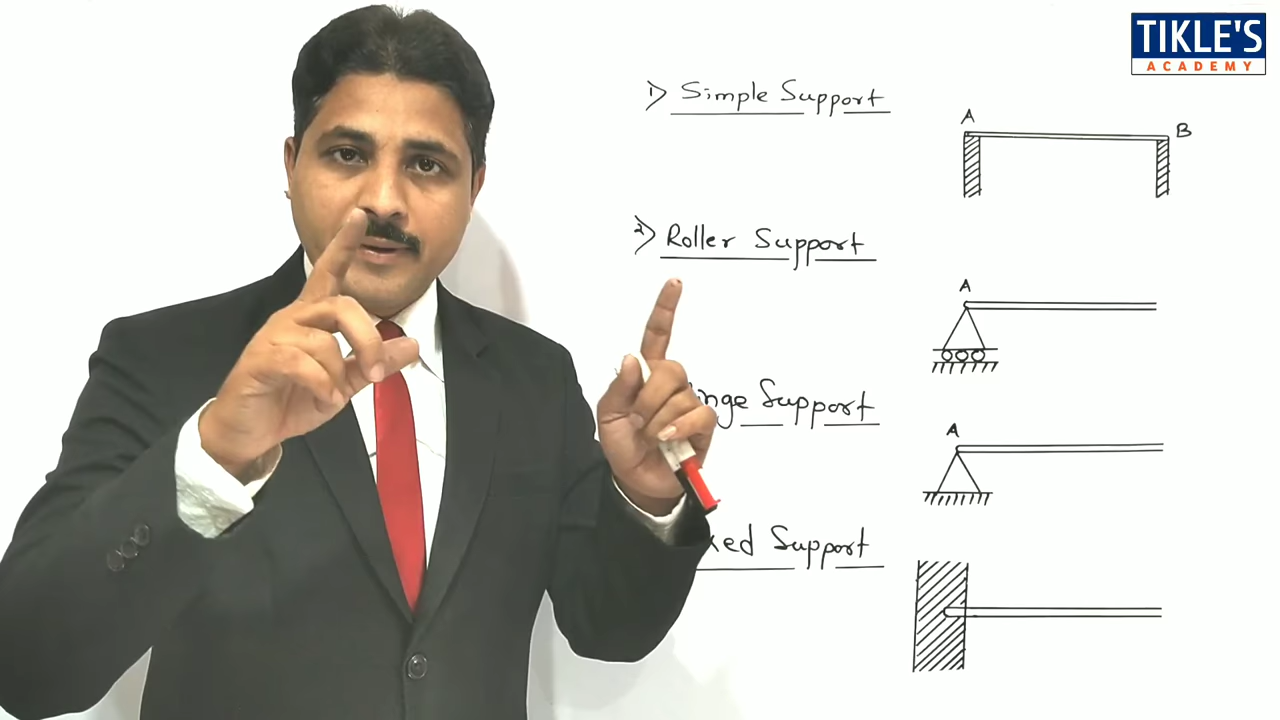 TIKLE'S
ACADEMY
1) Simple Support
A
B
2) Roller Support
A
Support
A
Support